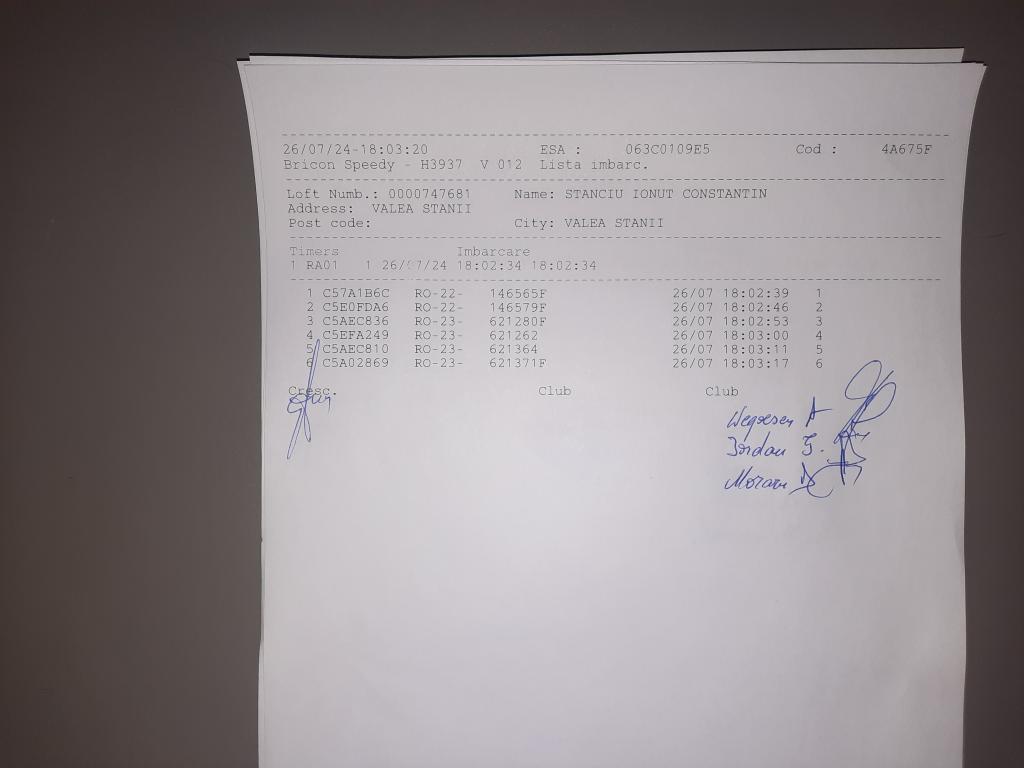 26/07/24-18:03:20 ESA : 063C0109E5 Cod : 4A675F
Bricon Speedy - H3937 V 012 Lista imbarc.
Loft Numb.: 0000747681 Name: STANCIU IONUT CONSTANTIN
Address: VALEA STANII
Post code: City: VALEA STANII
Timers Imbarcare
1 RA01 1 26/07/24 18:02:34 18:02:34
1 C57A1B6C RO-22- 146565F 26/07 18:02:39 1
2 C5E0FDA6 RO-22- 146579F 26/07 18:02:46 2
3 C5AEC836 RO-23- 621280F 26/07 18:02:53 3
4 C5EFA249 RO-23- 621262 26/07 18:03:00 4
5 C5AEC810 RO-23- 621364 26/07 18:03:11 5
6 C5A02869 RO-23- 621371F 26/07 18:03:17 6
Cresc. Club Club
A